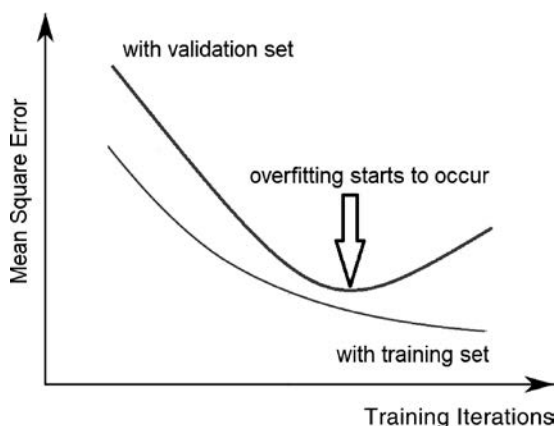 with validation set
overfitting starts to occur
with training set
Mean Square Error
Training Iterations